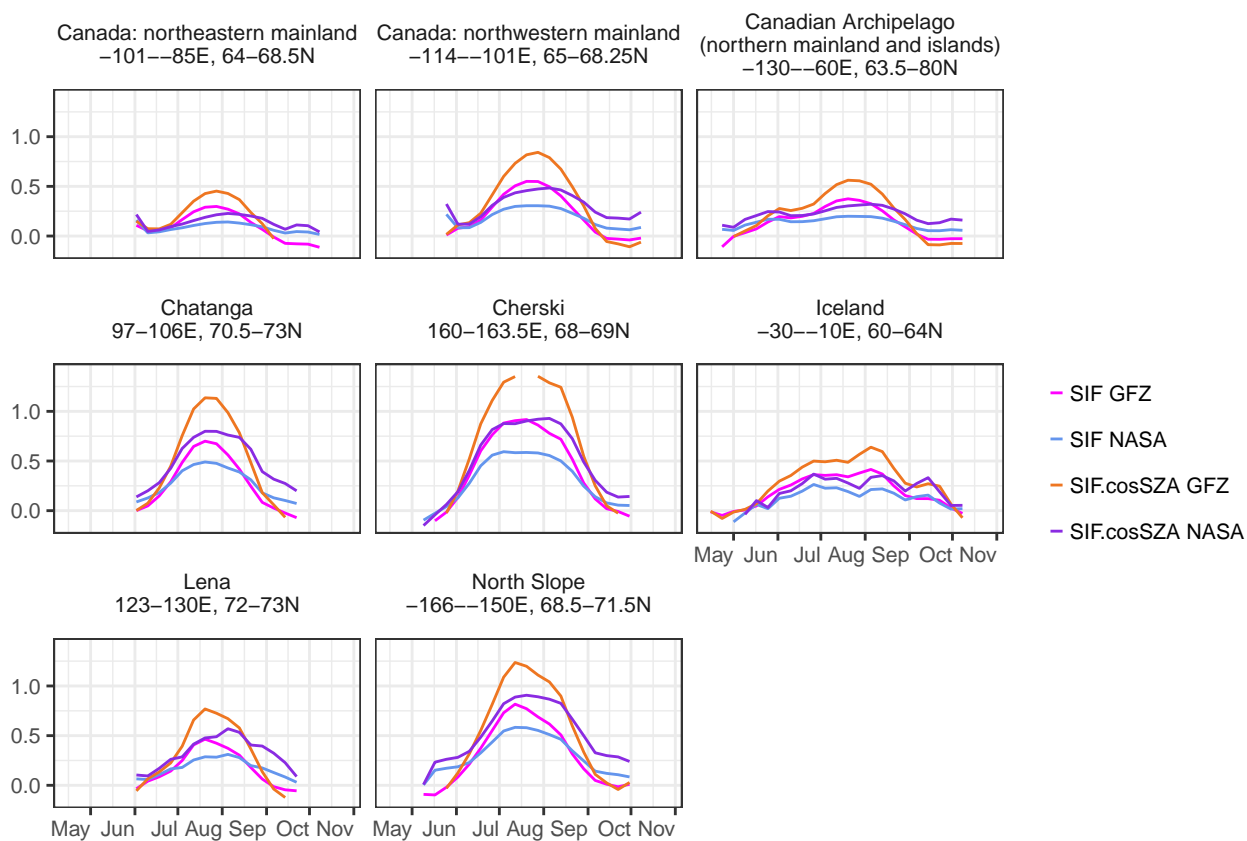 Canada: northeastern mainland
−101−−85E, 64−68.5N
Canada: northwestern mainland
−114−−101E, 65−68.25N
Canadian Archipelago
(northern mainland and islands)
−130−−60E, 63.5−80N
1.0
0.5
0.0
Chatanga
97−106E, 70.5−73N
Cherski
160−163.5E, 68−69N
Iceland
−30−−10E, 60−64N
1.0
0.5
0.0
May Jun Jul Aug Sep Oct Nov
SIF GFZ
SIF NASA
SIF.cosSZA GFZ
SIF.cosSZA NASA
Lena
123−130E, 72−73N
North Slope
−166−−150E, 68.5−71.5N
1.0
0.5
0.0
May Jun Jul Aug Sep Oct Nov
May Jun Jul Aug Sep Oct Nov